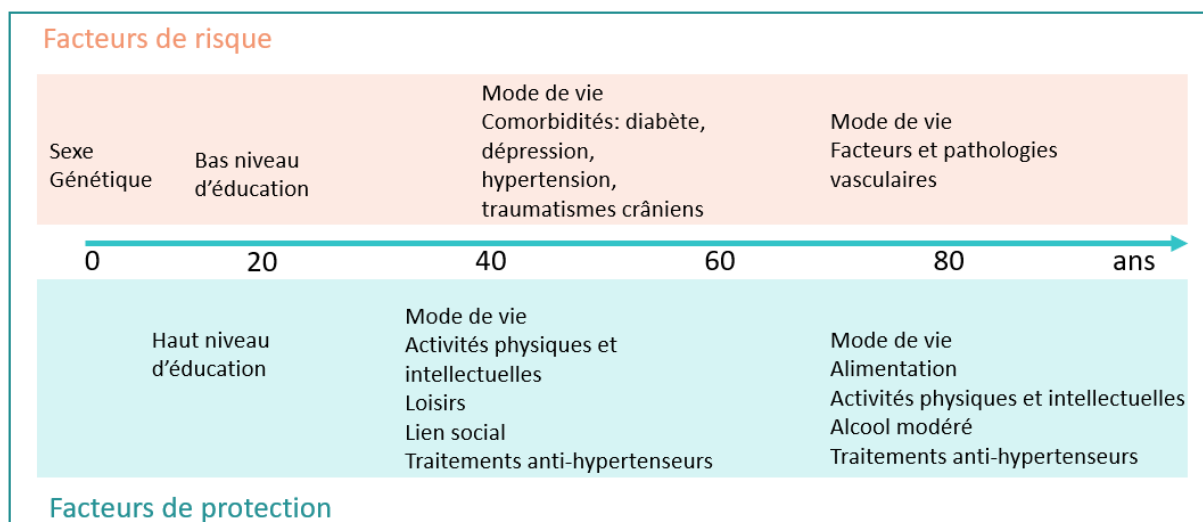 Facteurs de risque
Sexe
Génétique
Bas niveau
d'éducation
Mode de vie
Comorbidités: diabète,
dépression,
hypertension,
traumatismes crâniens
Mode de vie
Facteurs et pathologies
vasculaires
0 20 40 60 80 ans
Haut niveau
d'éducation
Mode de vie
Activités physiques et
intellectuelles
Loisirs
Lien social
Traitements anti-hypertenseurs
Mode de vie
Alimentation
Activités physiques et intellectuelles
Alcool modéré
Traitements anti-hypertenseurs
Facteurs de protection